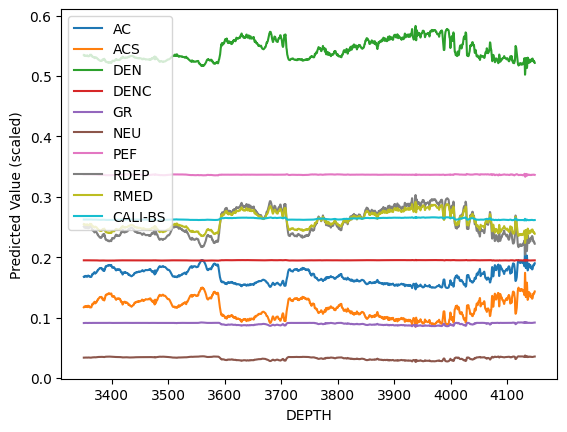 0.6
0.5
0.4
0.3
0.2
0.1
0.0
Predicted Value (scaled)
AC
ACS
DEN
DENC
GR
NEU
PEF
RDEP
RMED
CALI-BS
3400 3500 3600 3700 3800 3900 4000 4100
DEPTH